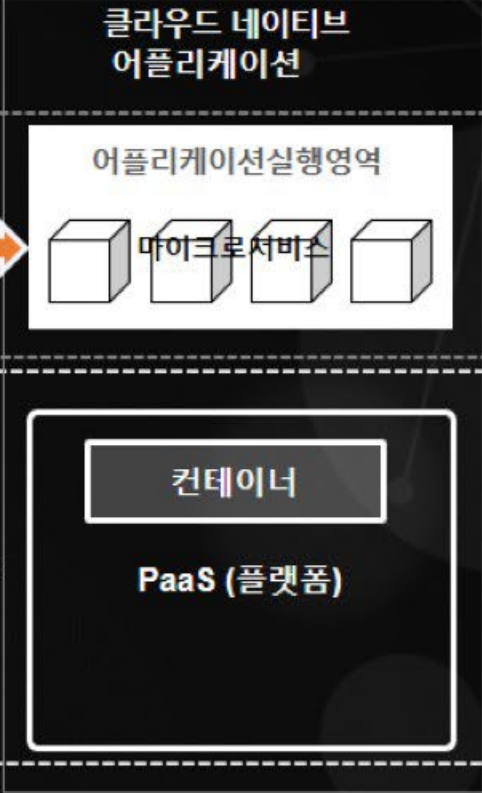 클라우드 네이티브
어플리케이션
어플리케이션실행영역
마이크로서비스
컨테이너
PaaS (플랫폼)